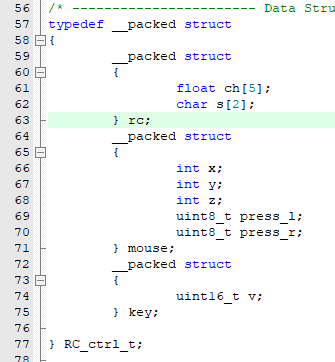 56 /* ----------------------- Data Stru
57 typedef __packed struct
58 {
59 __packed struct
60 {
61 float ch[5];
62 char s[2];
63 } rc;
64 __packed struct
65 {
66 int x;
67 int y;
68 int z;
69 uint8_t press_l;
70 uint8_t press_r;
71 } mouse;
72 __packed struct
73 {
74 uint16_t v;
75 } key;
76
77 } RC_ctrl_t;
78